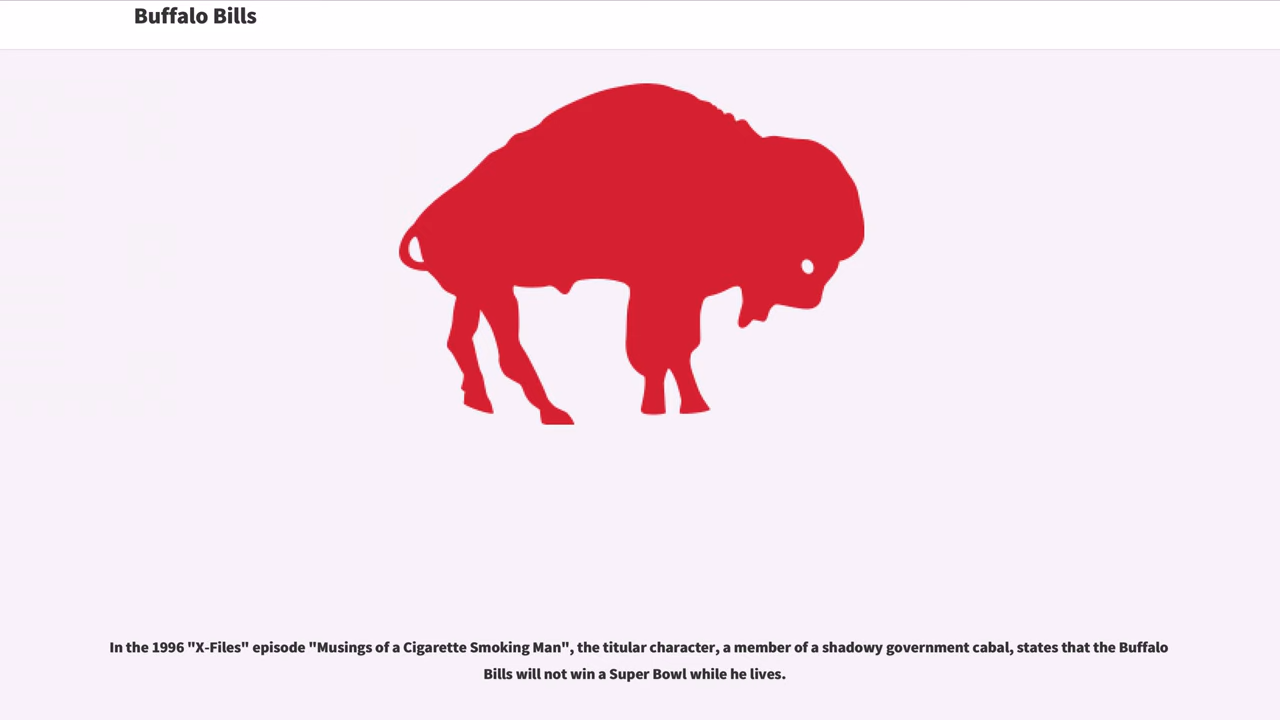 Buffalo Bills
In the 1996 "X-Files" episode "Musings of a Cigarette Smoking Man", the titular character, a member of a shadowy government cabal, states that the Buffalo
Bills will not win a Super Bowl while he lives.